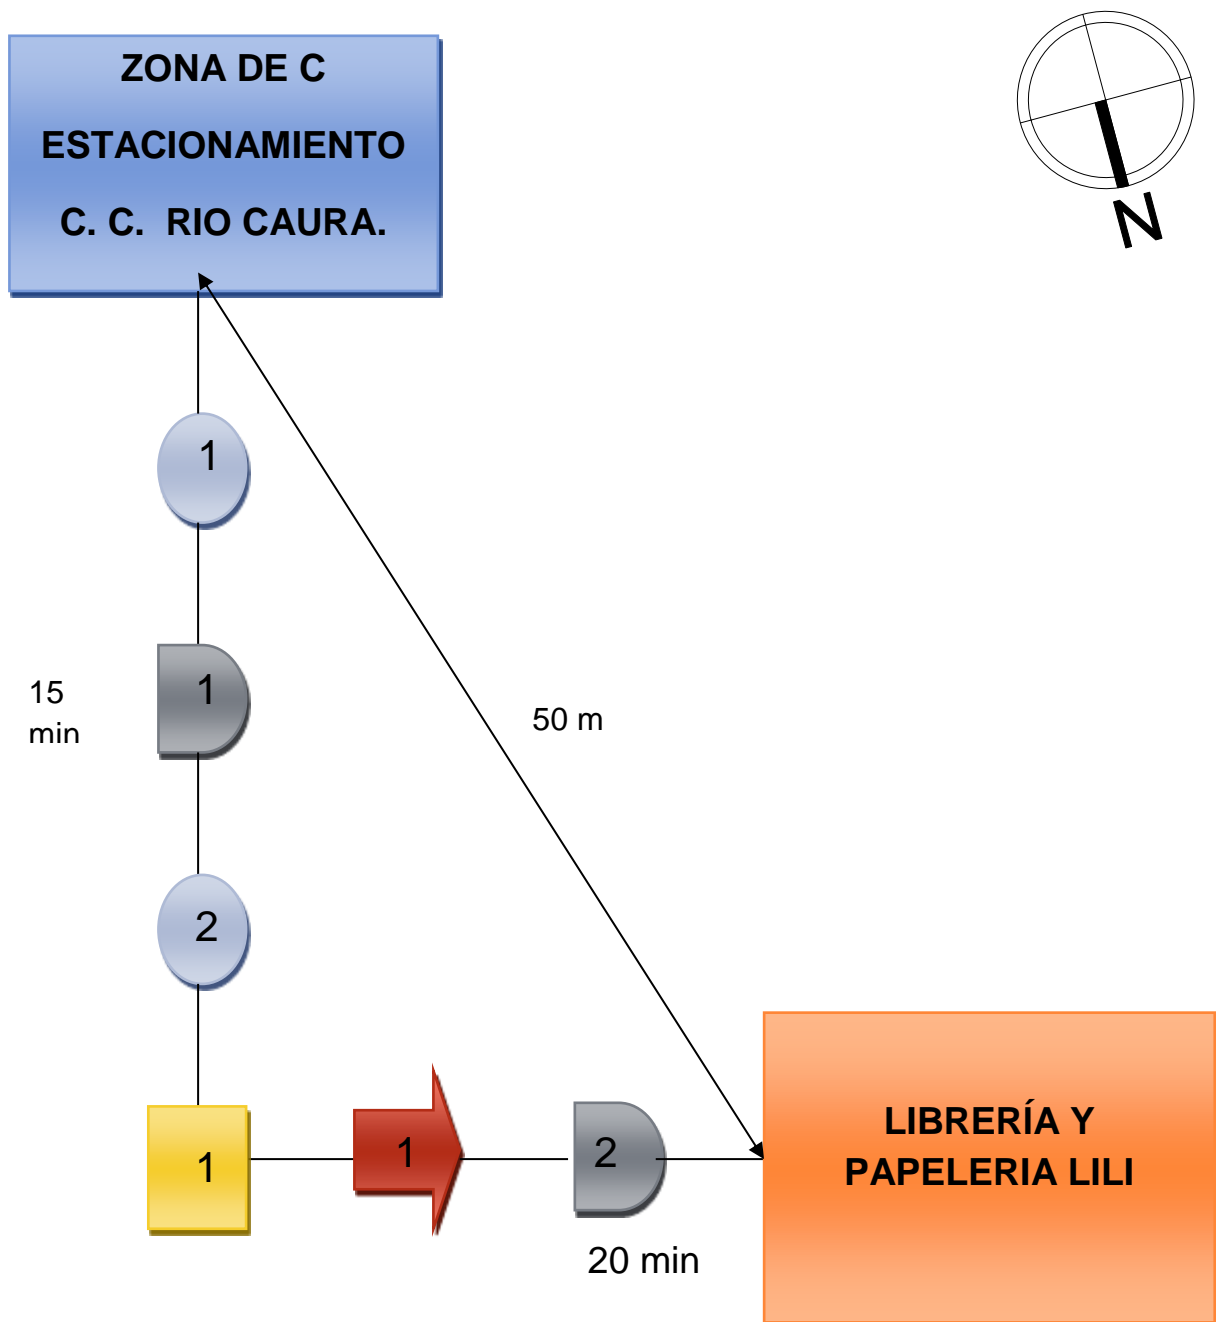 ZONA DE C
ESTACIONAMIENTO
C. C. RIO CAURA.
N
1
1
15
min
50 m
2
1
1
2
LIBRERÍA Y
PAPELERIA LILI
20 min